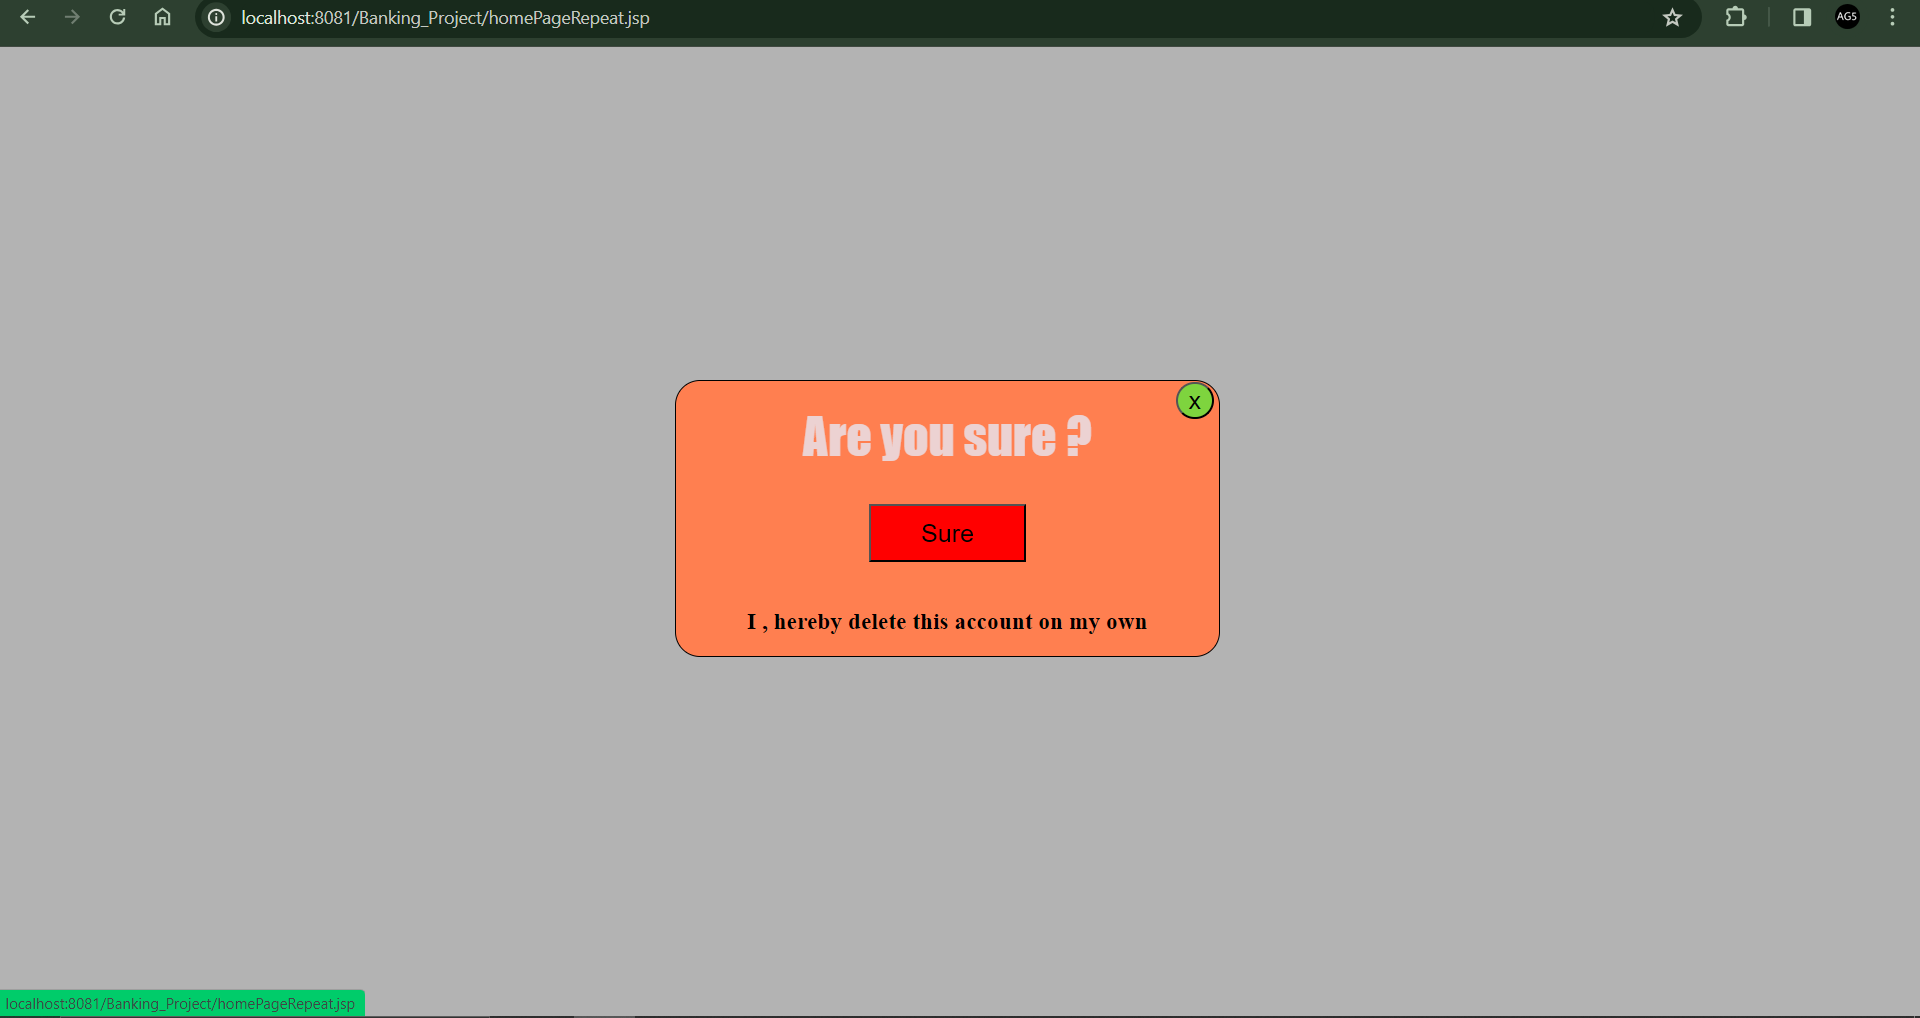 localhost:8081/Banking_Project/homePageRepeat.jsp
AG5
x
Are you sure ?
Sure
I , hereby delete this account on my own
localhost:8081/Banking_Project/homePageRepeat.jsp